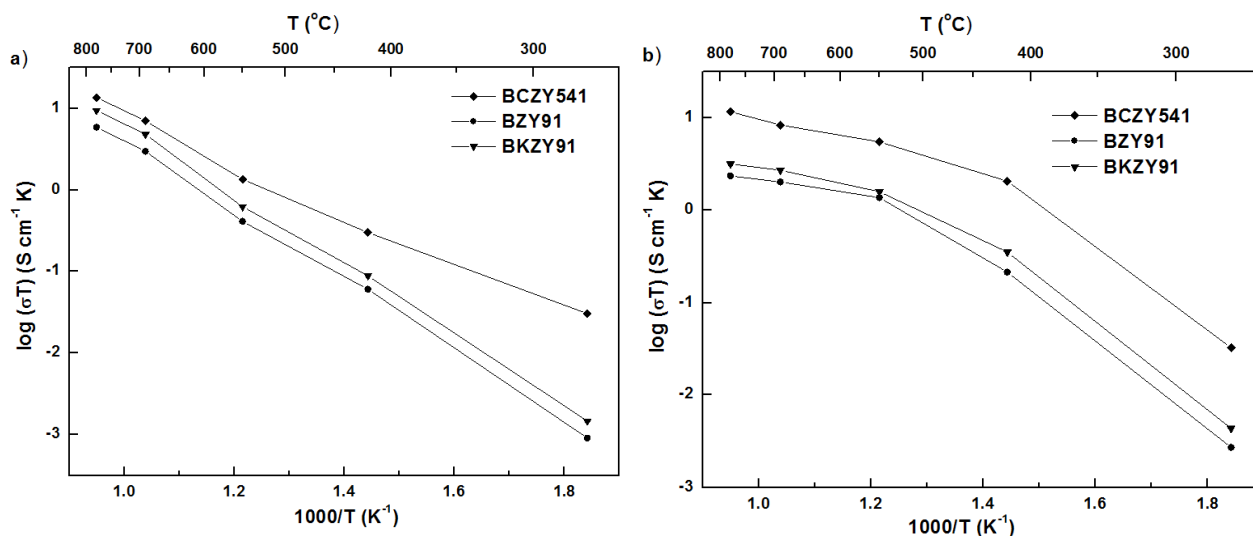 a)
T (°C)
800 700 600 500 400 300
1
0
-1
-2
-3
log (σT) (S cm⁻¹ K)
BCZY541
BZY91
BKZY91
1.0 1.2 1.4 1.6 1.8
1000/T (K⁻¹)
b)
T (°C)
800 700 600 500 400 300
1
0
-1
-2
-3
log (σT) (S cm⁻¹ K)
BCZY541
BZY91
BKZY91
1.0 1.2 1.4 1.6 1.8
1000/T (K⁻¹)